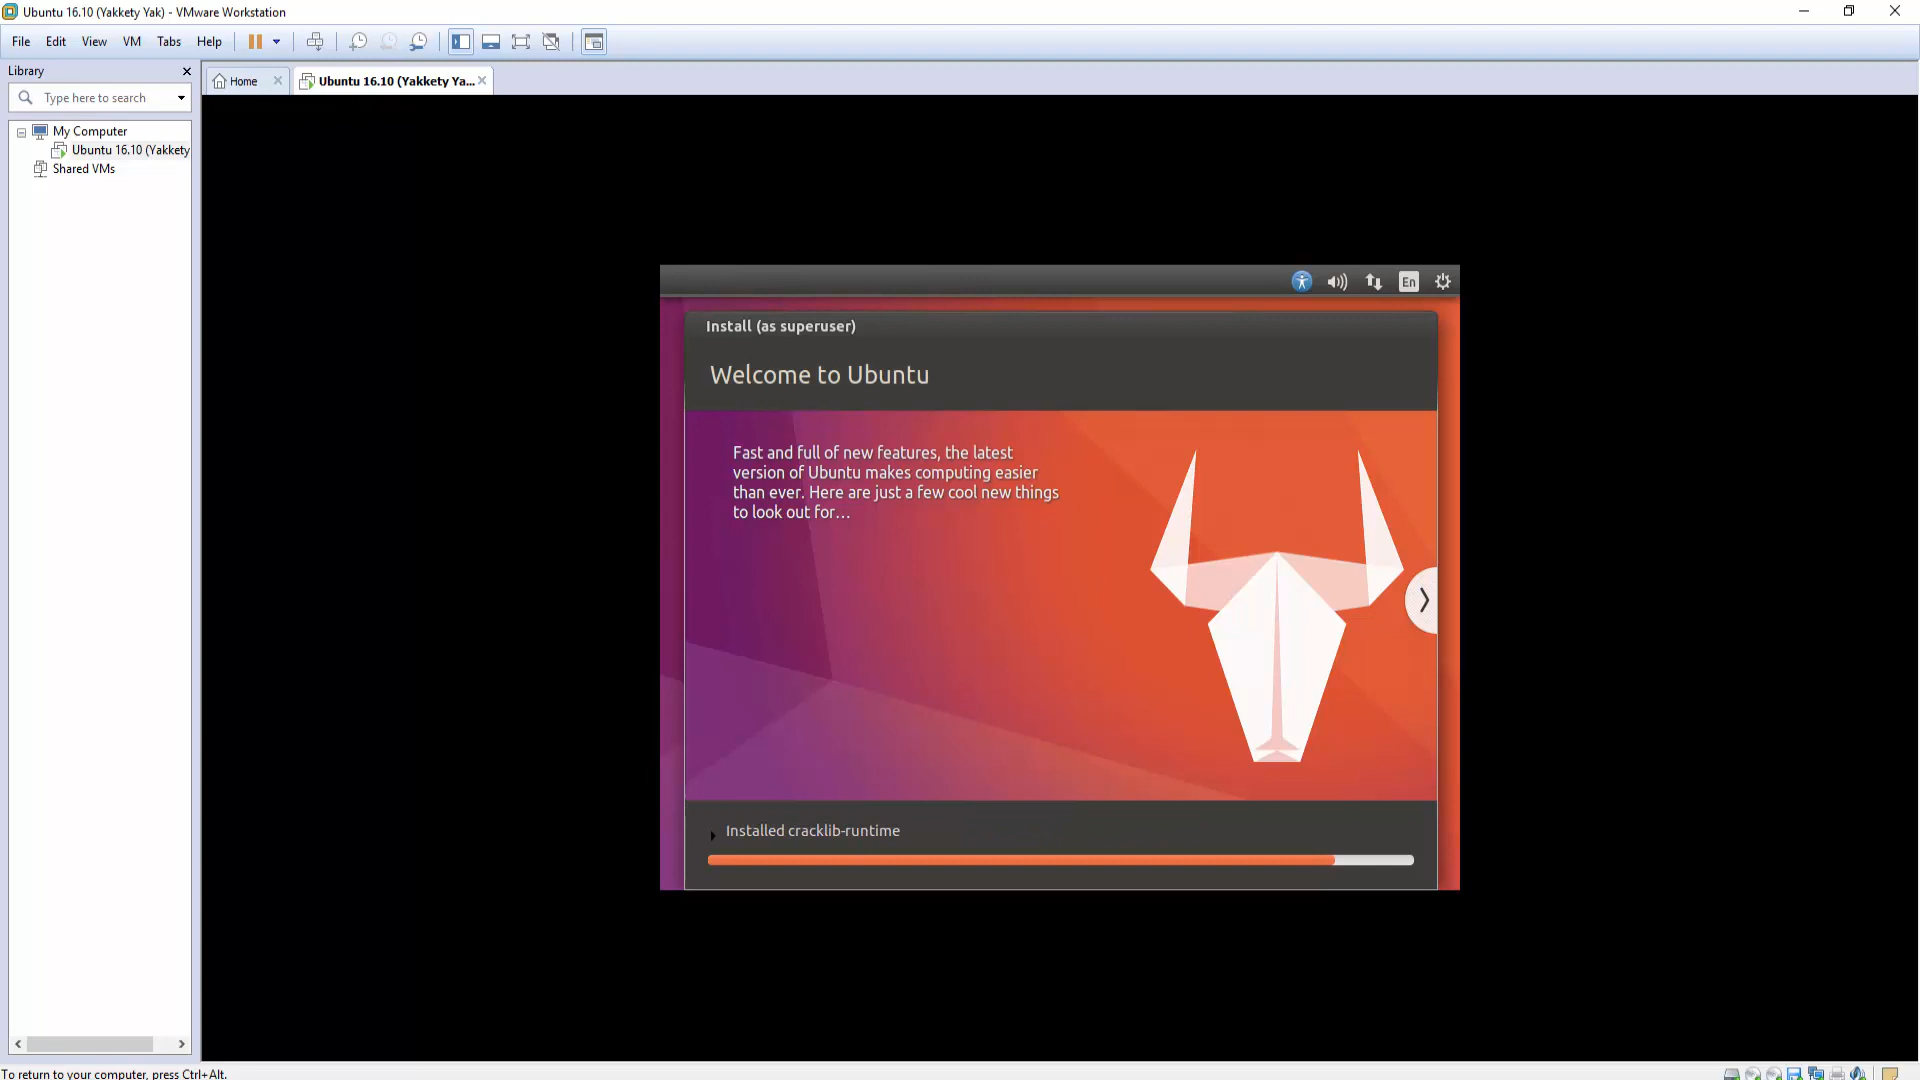 Ubuntu 16.10 (Yakkety Yak) - VMware Workstation
File Edit View VM Tabs Help
Library
Type here to search
Home
Ubuntu 16.10 (Yakkety Ya...
My Computer
Ubuntu 16.10 (Yakkety
Shared VMs
En
Install (as superuser)
Welcome to Ubuntu
Fast and full of new features, the latest
version of Ubuntu makes computing easier
than ever. Here are just a few cool new things
to look out for…
Installed cracklib-runtime
To return to your computer, press Ctrl+Alt.